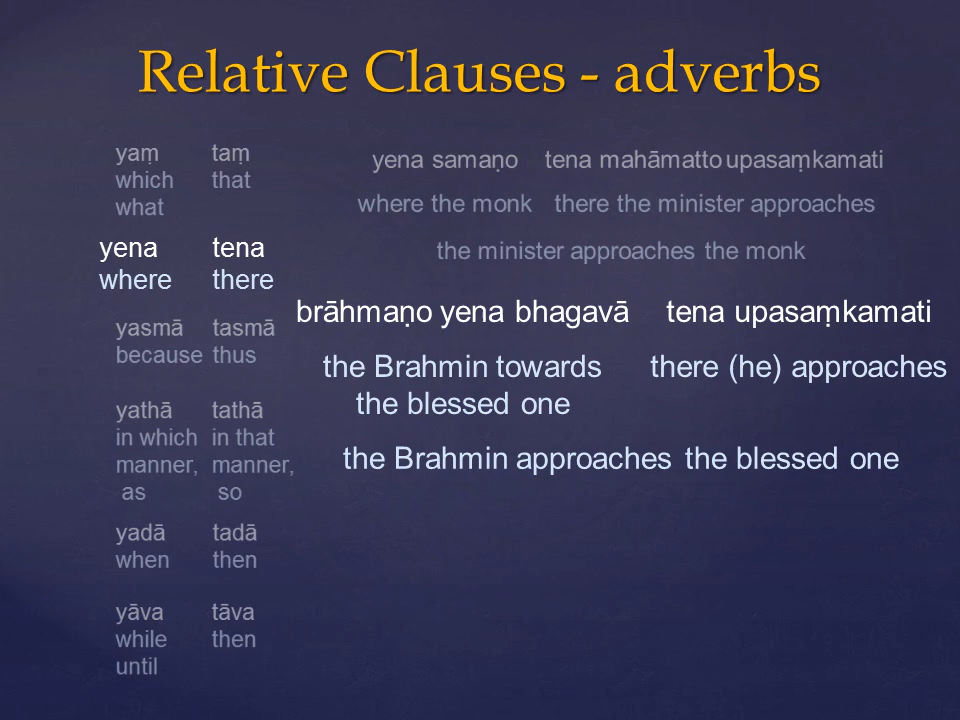 Relative Clauses - adverbs
yaṃ taṃ
which that
what
yena tena
where there
yasmā tasmā
because thus
yathā tathā
in which in that
manner, manner,
as so
yadā tadā
when then
yāva tāva
while then
until
yena samaṇo tena mahāmatto upasaṃkamati
where the monk there the minister approaches
the minister approaches the monk
brāhmaṇo yena bhagavā tena upasaṃkamati
the Brahmin towards there (he) approaches
the blessed one
the Brahmin approaches the blessed one